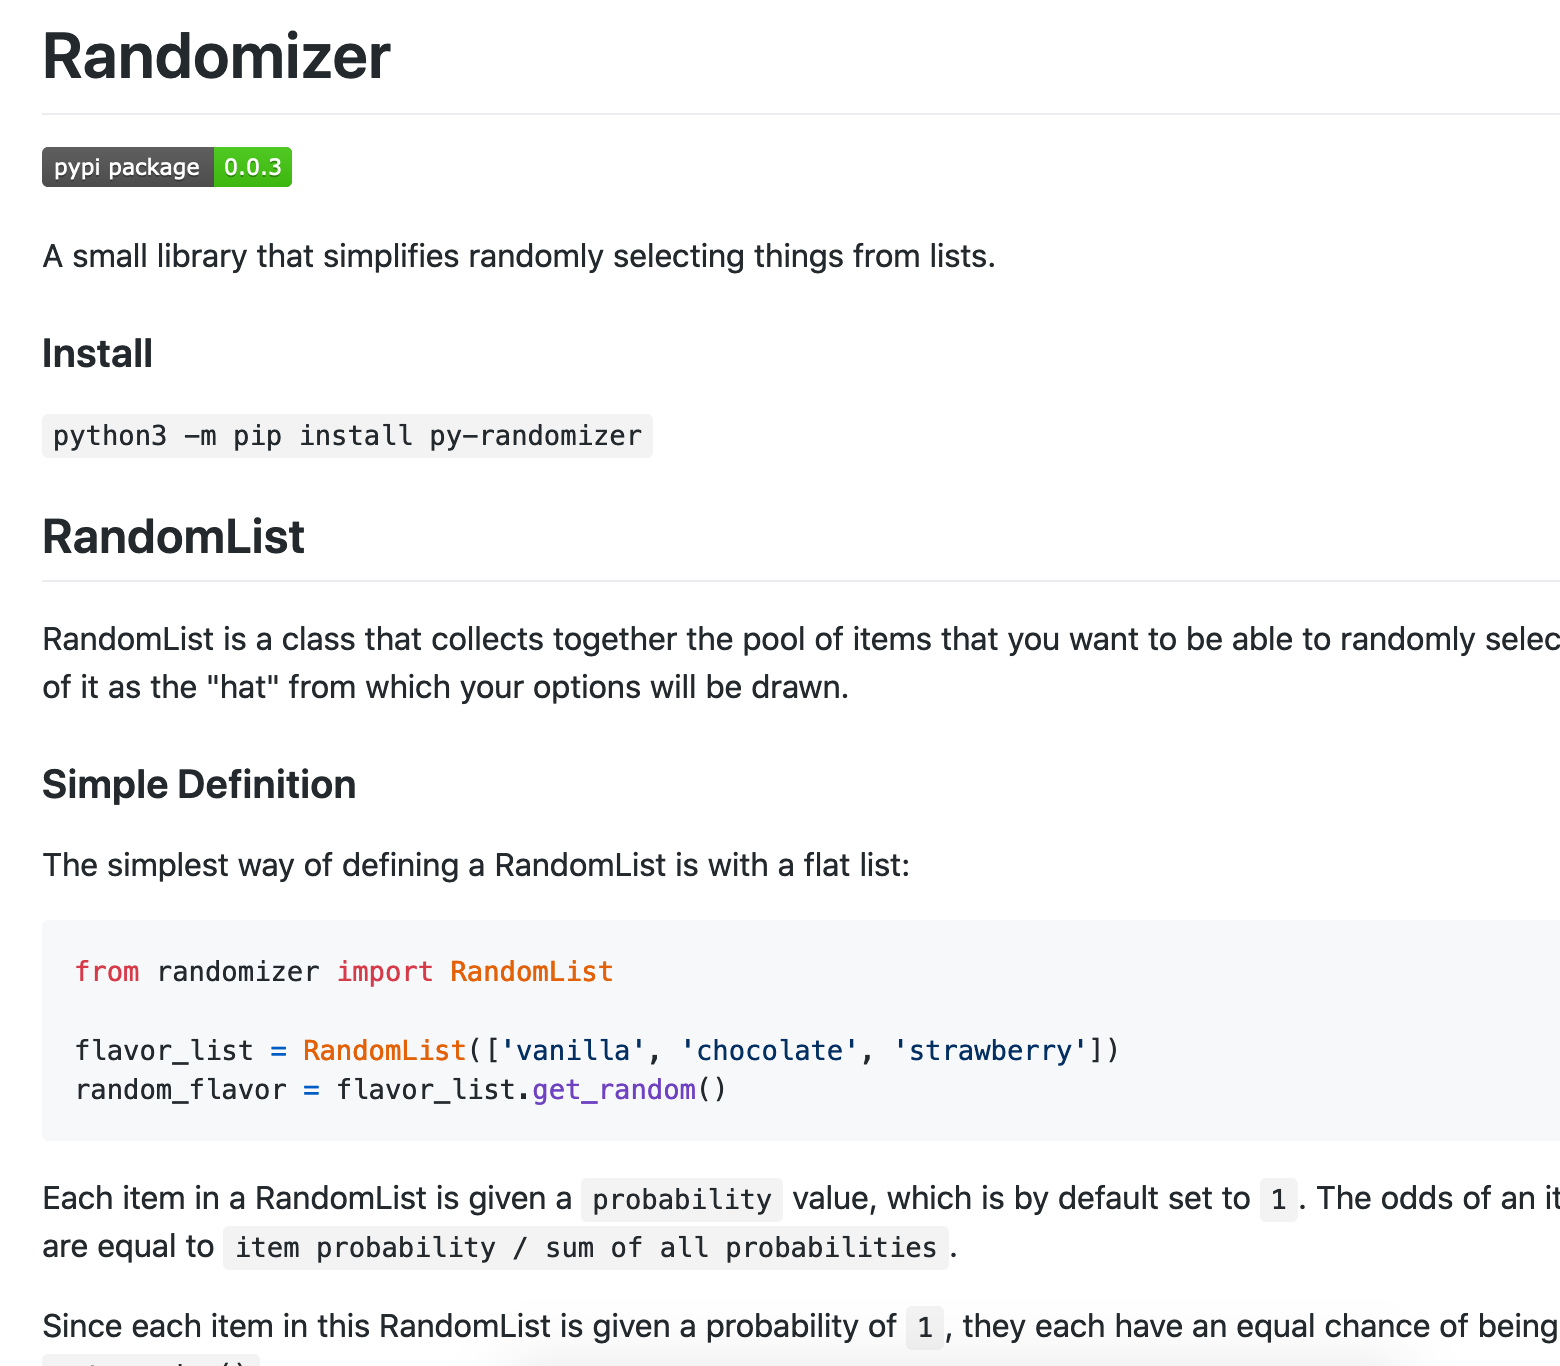 Randomizer
pypi package 0.0.3
A small library that simplifies randomly selecting things from lists.
Install
python3 -m pip install py-randomizer
RandomList
RandomList is a class that collects together the pool of items that you want to be able to randomly selec
of it as the "hat" from which your options will be drawn.
Simple Definition
The simplest way of defining a RandomList is with a flat list:
from randomizer import RandomList
flavor_list = RandomList(['vanilla', 'chocolate', 'strawberry'])
random_flavor = flavor_list.get_random()
Each item in a RandomList is given a probability value, which is by default set to 1. The odds of an it
are equal to item probability / sum of all probabilities.
Since each item in this RandomList is given a probability of 1, they each have an equal chance of being